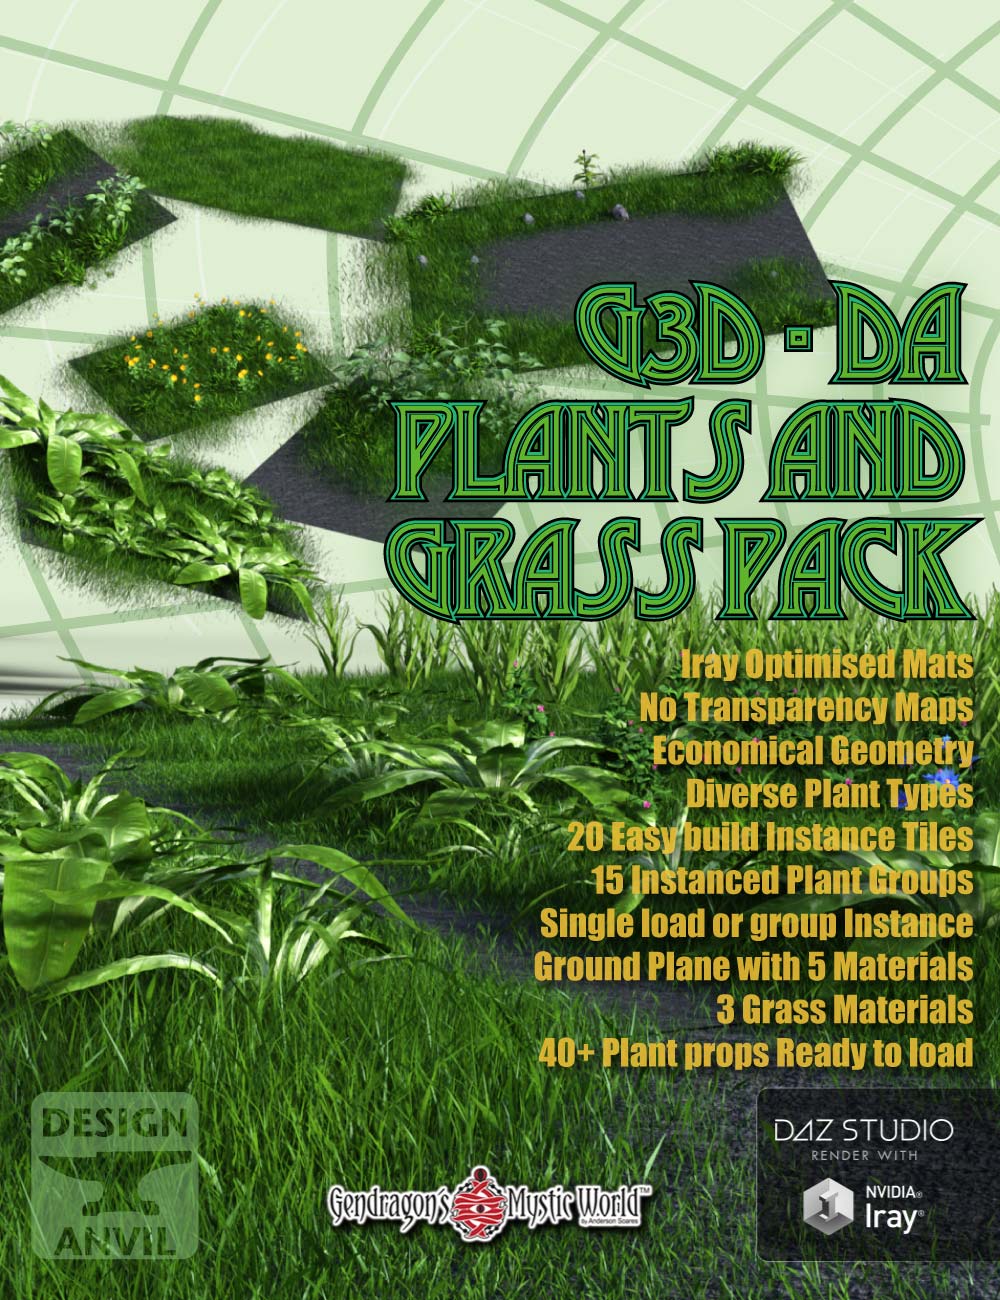 G3D · DA
PLANTS AND
GRASS PACK
Iray Optimised Mats
No Transparency Maps
Economical Geometry
Diverse Plant Types
20 Easy build Instance Tiles
15 Instanced Plant Groups
Single load or group Instance
Ground Plane with 5 Materials
3 Grass Materials
40+ Plant props Ready to load
DESIGN
ANVIL
Gendragon's Mystic World™
by Anderson Soares
DAZ STUDIO
RENDER WITH
NVIDIA®
Iray®